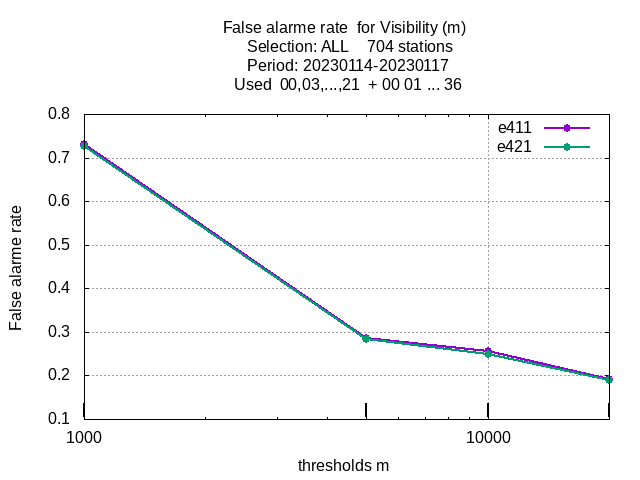 False alarme rate  for Visibility (m)
Selection: ALL    704 stations
Period: 20230114-20230117
Used  00,03,...,21  + 00 01 ... 36
e411
e421
0.8
0.7
0.6
0.5
0.4
0.3
0.2
0.1
False alarme rate
1000
10000
thresholds m